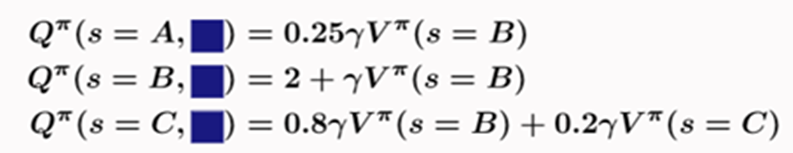 Q^π(s = A, ■) = 0.25γV^π(s = B)
Q^π(s = B, ■) = 2 + γV^π(s = B)
Q^π(s = C, ■) = 0.8γV^π(s = B) + 0.2γV^π(s = C)